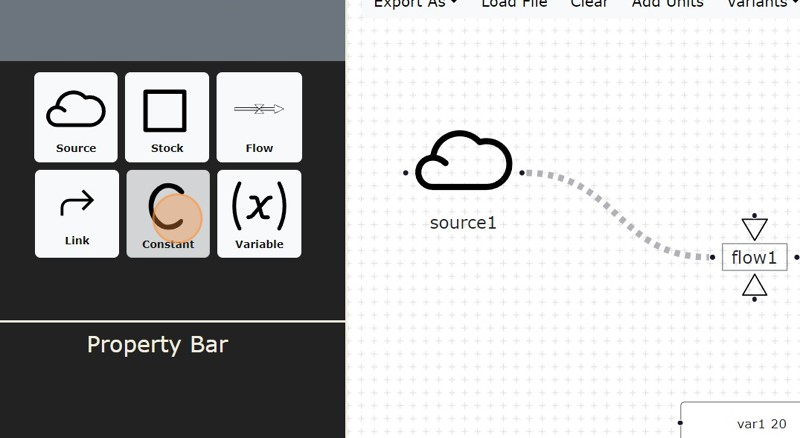 Export As Load File Clear Add Units Variants
Source Stock Flow
Link Constant Variable
(x)
Property Bar
source1
flow1
var1 20